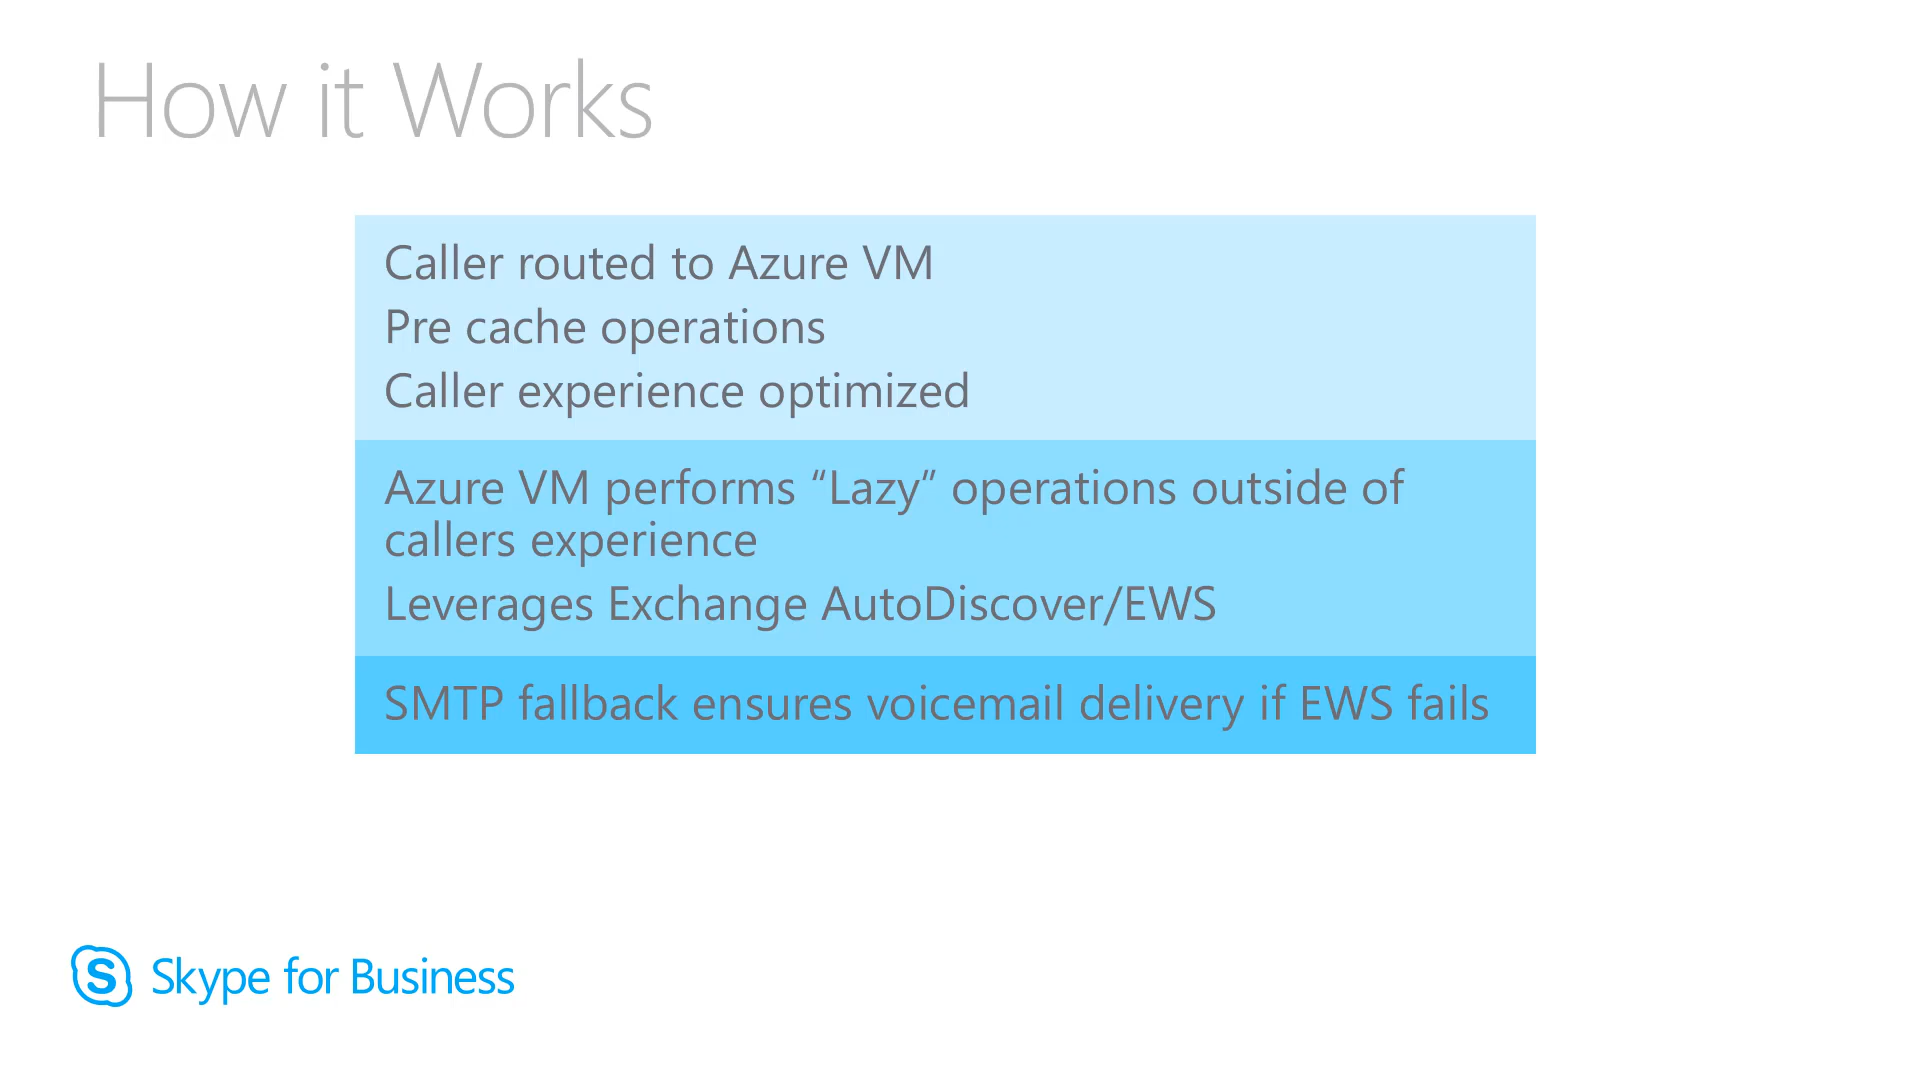 How it Works
Caller routed to Azure VM
Pre cache operations
Caller experience optimized
Azure VM performs “Lazy” operations outside of
callers experience
Leverages Exchange AutoDiscover/EWS
SMTP fallback ensures voicemail delivery if EWS fails
Skype for Business